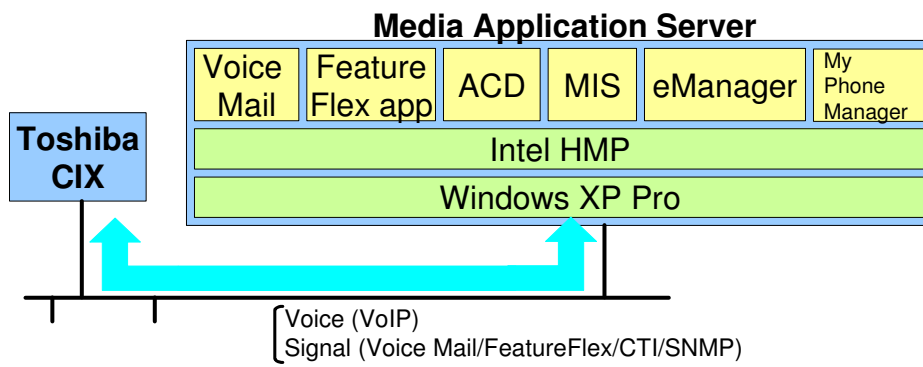 Media Application Server
Voice
Mail
Feature
Flex app
ACD
MIS
eManager
My
Phone
Manager
Toshiba
CIX
Intel HMP
Windows XP Pro
Voice (VoIP)
Signal (Voice Mail/FeatureFlex/CTI/SNMP)